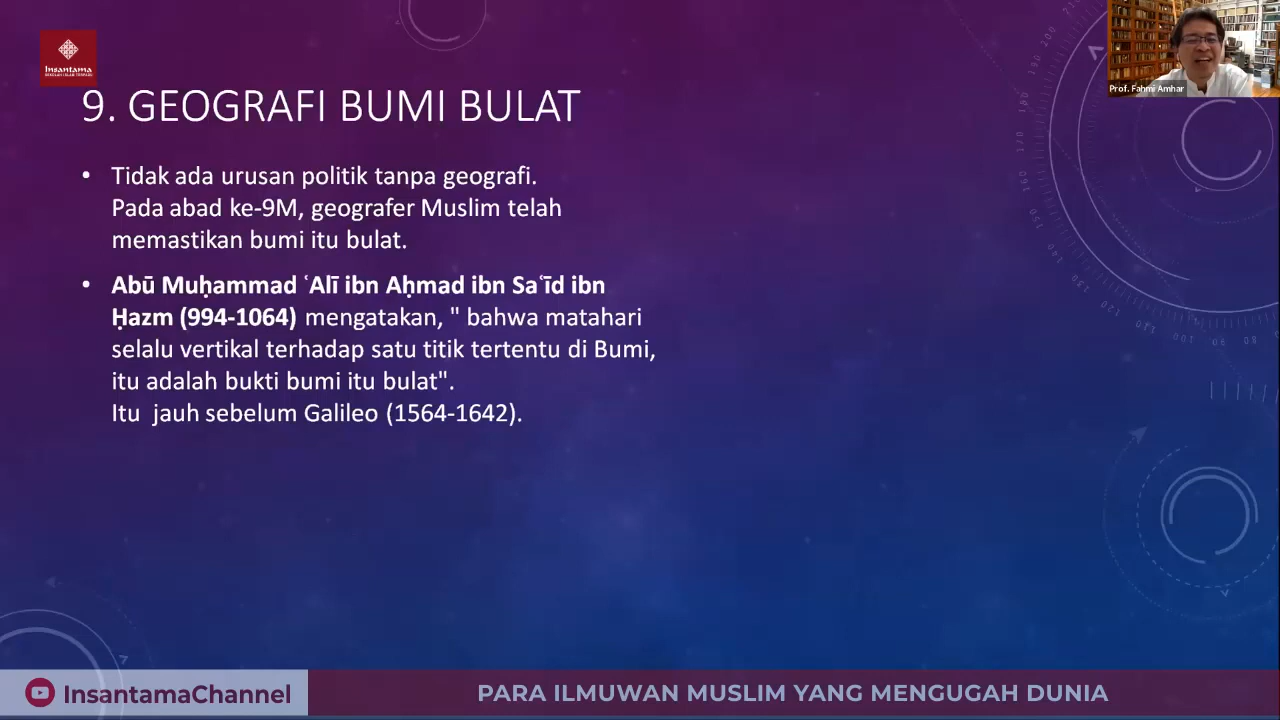 Insantama
SEKOLAH ISLAM TERPADU
Prof. Fahmi Amhar
9. GEOGRAFI BUMI BULAT
• Tidak ada urusan politik tanpa geografi.
Pada abad ke-9M, geografer Muslim telah
memastikan bumi itu bulat.
• Abū Muḥammad ʿAlī ibn Aḥmad ibn Saʿīd ibn
Ḥazm (994-1064) mengatakan, " bahwa matahari
selalu vertikal terhadap satu titik tertentu di Bumi,
itu adalah bukti bumi itu bulat".
Itu  jauh sebelum Galileo (1564-1642).
InsantamaChannel
PARA ILMUWAN MUSLIM YANG MENGUGAH DUNIA